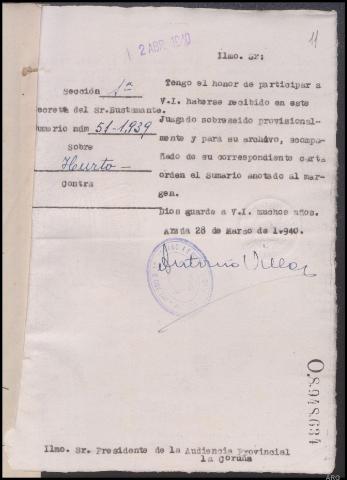 2 ABR. 1940
11
Ilmo. Sr:
Sección 1ª
Secreta del Sr.Bustamante.
Sumario núm 51-1.939
Sobre
Hurto
Contra
Tengo el honor de participar a
V.I. haberse recibido en este
Juzgado sobreseido provisional-
mente y para su archivo, acompa-
ñado de su correspondiente carta
orden el Sumario anotado al mar-
gen.
Dios guarde a V.I. muchos años.
Arzúa 28 de Marzo de 1.940.
Antonio Villar
O.8.948.634
Ilmo. Sr. Presidente de la Audiencia Provincial
La Coruña